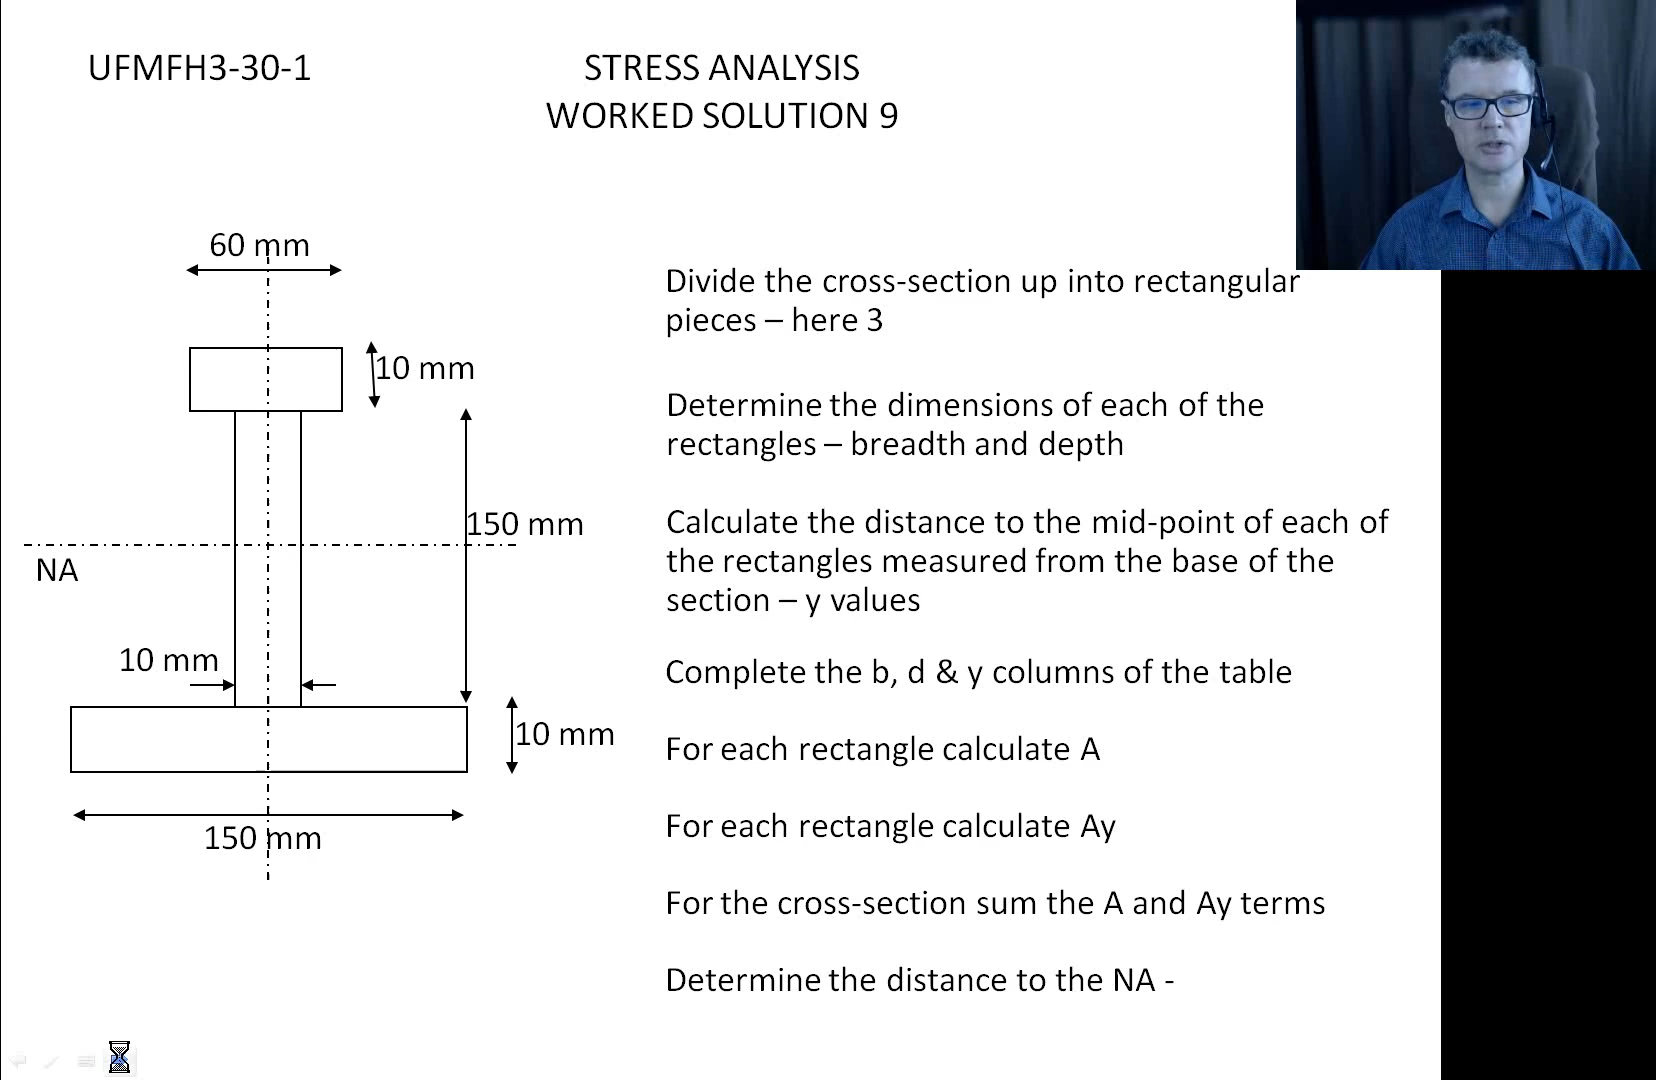 UFMFH3-30-1
STRESS ANALYSIS
WORKED SOLUTION 9
60 mm
10 mm
150 mm
NA
10 mm
10 mm
150 mm
Divide the cross-section up into rectangular
pieces – here 3
Determine the dimensions of each of the
rectangles – breadth and depth
Calculate the distance to the mid-point of each of
the rectangles measured from the base of the
section – y values
Complete the b, d & y columns of the table
For each rectangle calculate A
For each rectangle calculate Ay
For the cross-section sum the A and Ay terms
Determine the distance to the NA -